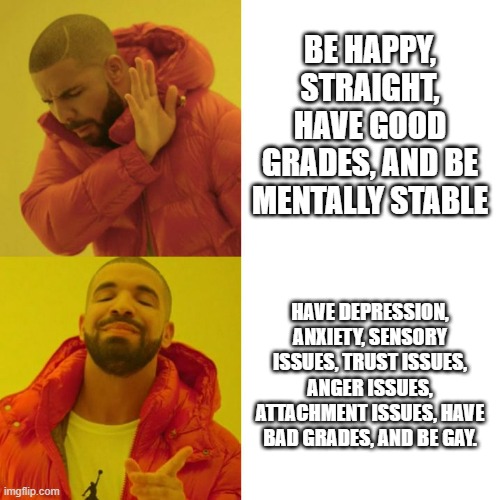 BE HAPPY,
STRAIGHT,
HAVE GOOD
GRADES, AND BE
MENTALLY STABLE
HAVE DEPRESSION,
ANXIETY, SENSORY
ISSUES, TRUST ISSUES,
ANGER ISSUES,
ATTACHMENT ISSUES, HAVE
BAD GRADES, AND BE GAY.
imgflip.com